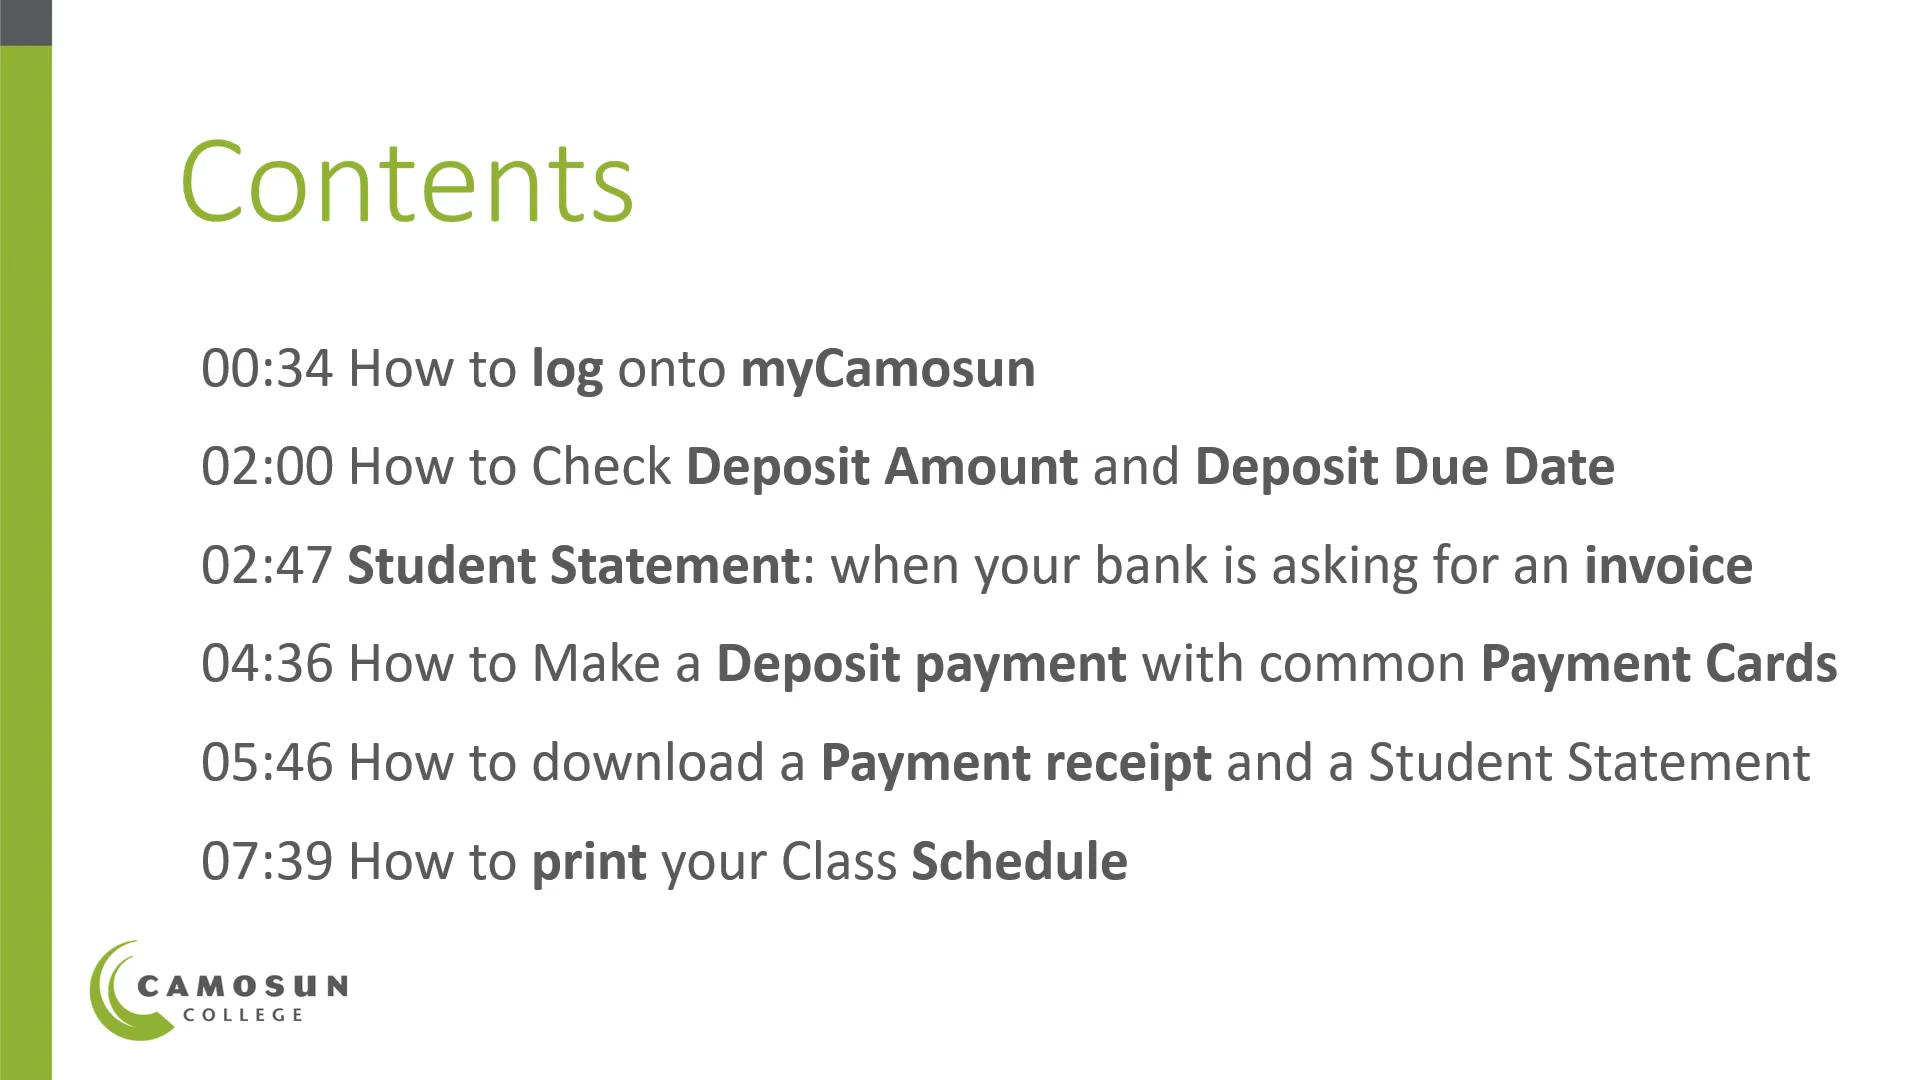 Contents
00:34 How to log onto myCamosun
02:00 How to Check Deposit Amount and Deposit Due Date
02:47 Student Statement: when your bank is asking for an invoice
04:36 How to Make a Deposit payment with common Payment Cards
05:46 How to download a Payment receipt and a Student Statement
07:39 How to print your Class Schedule
CAMOSUN
COLLEGE